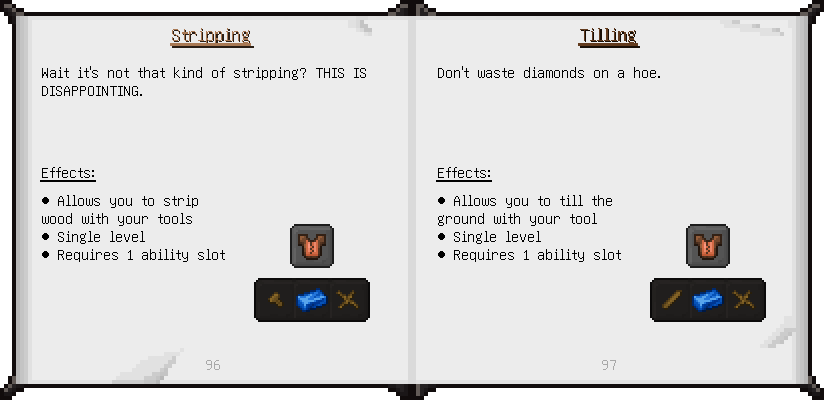 Stripping
Wait it's not that kind of stripping? THIS IS
DISAPPOINTING.
Effects:
● Allows you to strip
wood with your tools
● Single level
● Requires 1 ability slot
96
Tilling
Don't waste diamonds on a hoe.
Effects:
● Allows you to till the
ground with your tool
● Single level
● Requires 1 ability slot
97